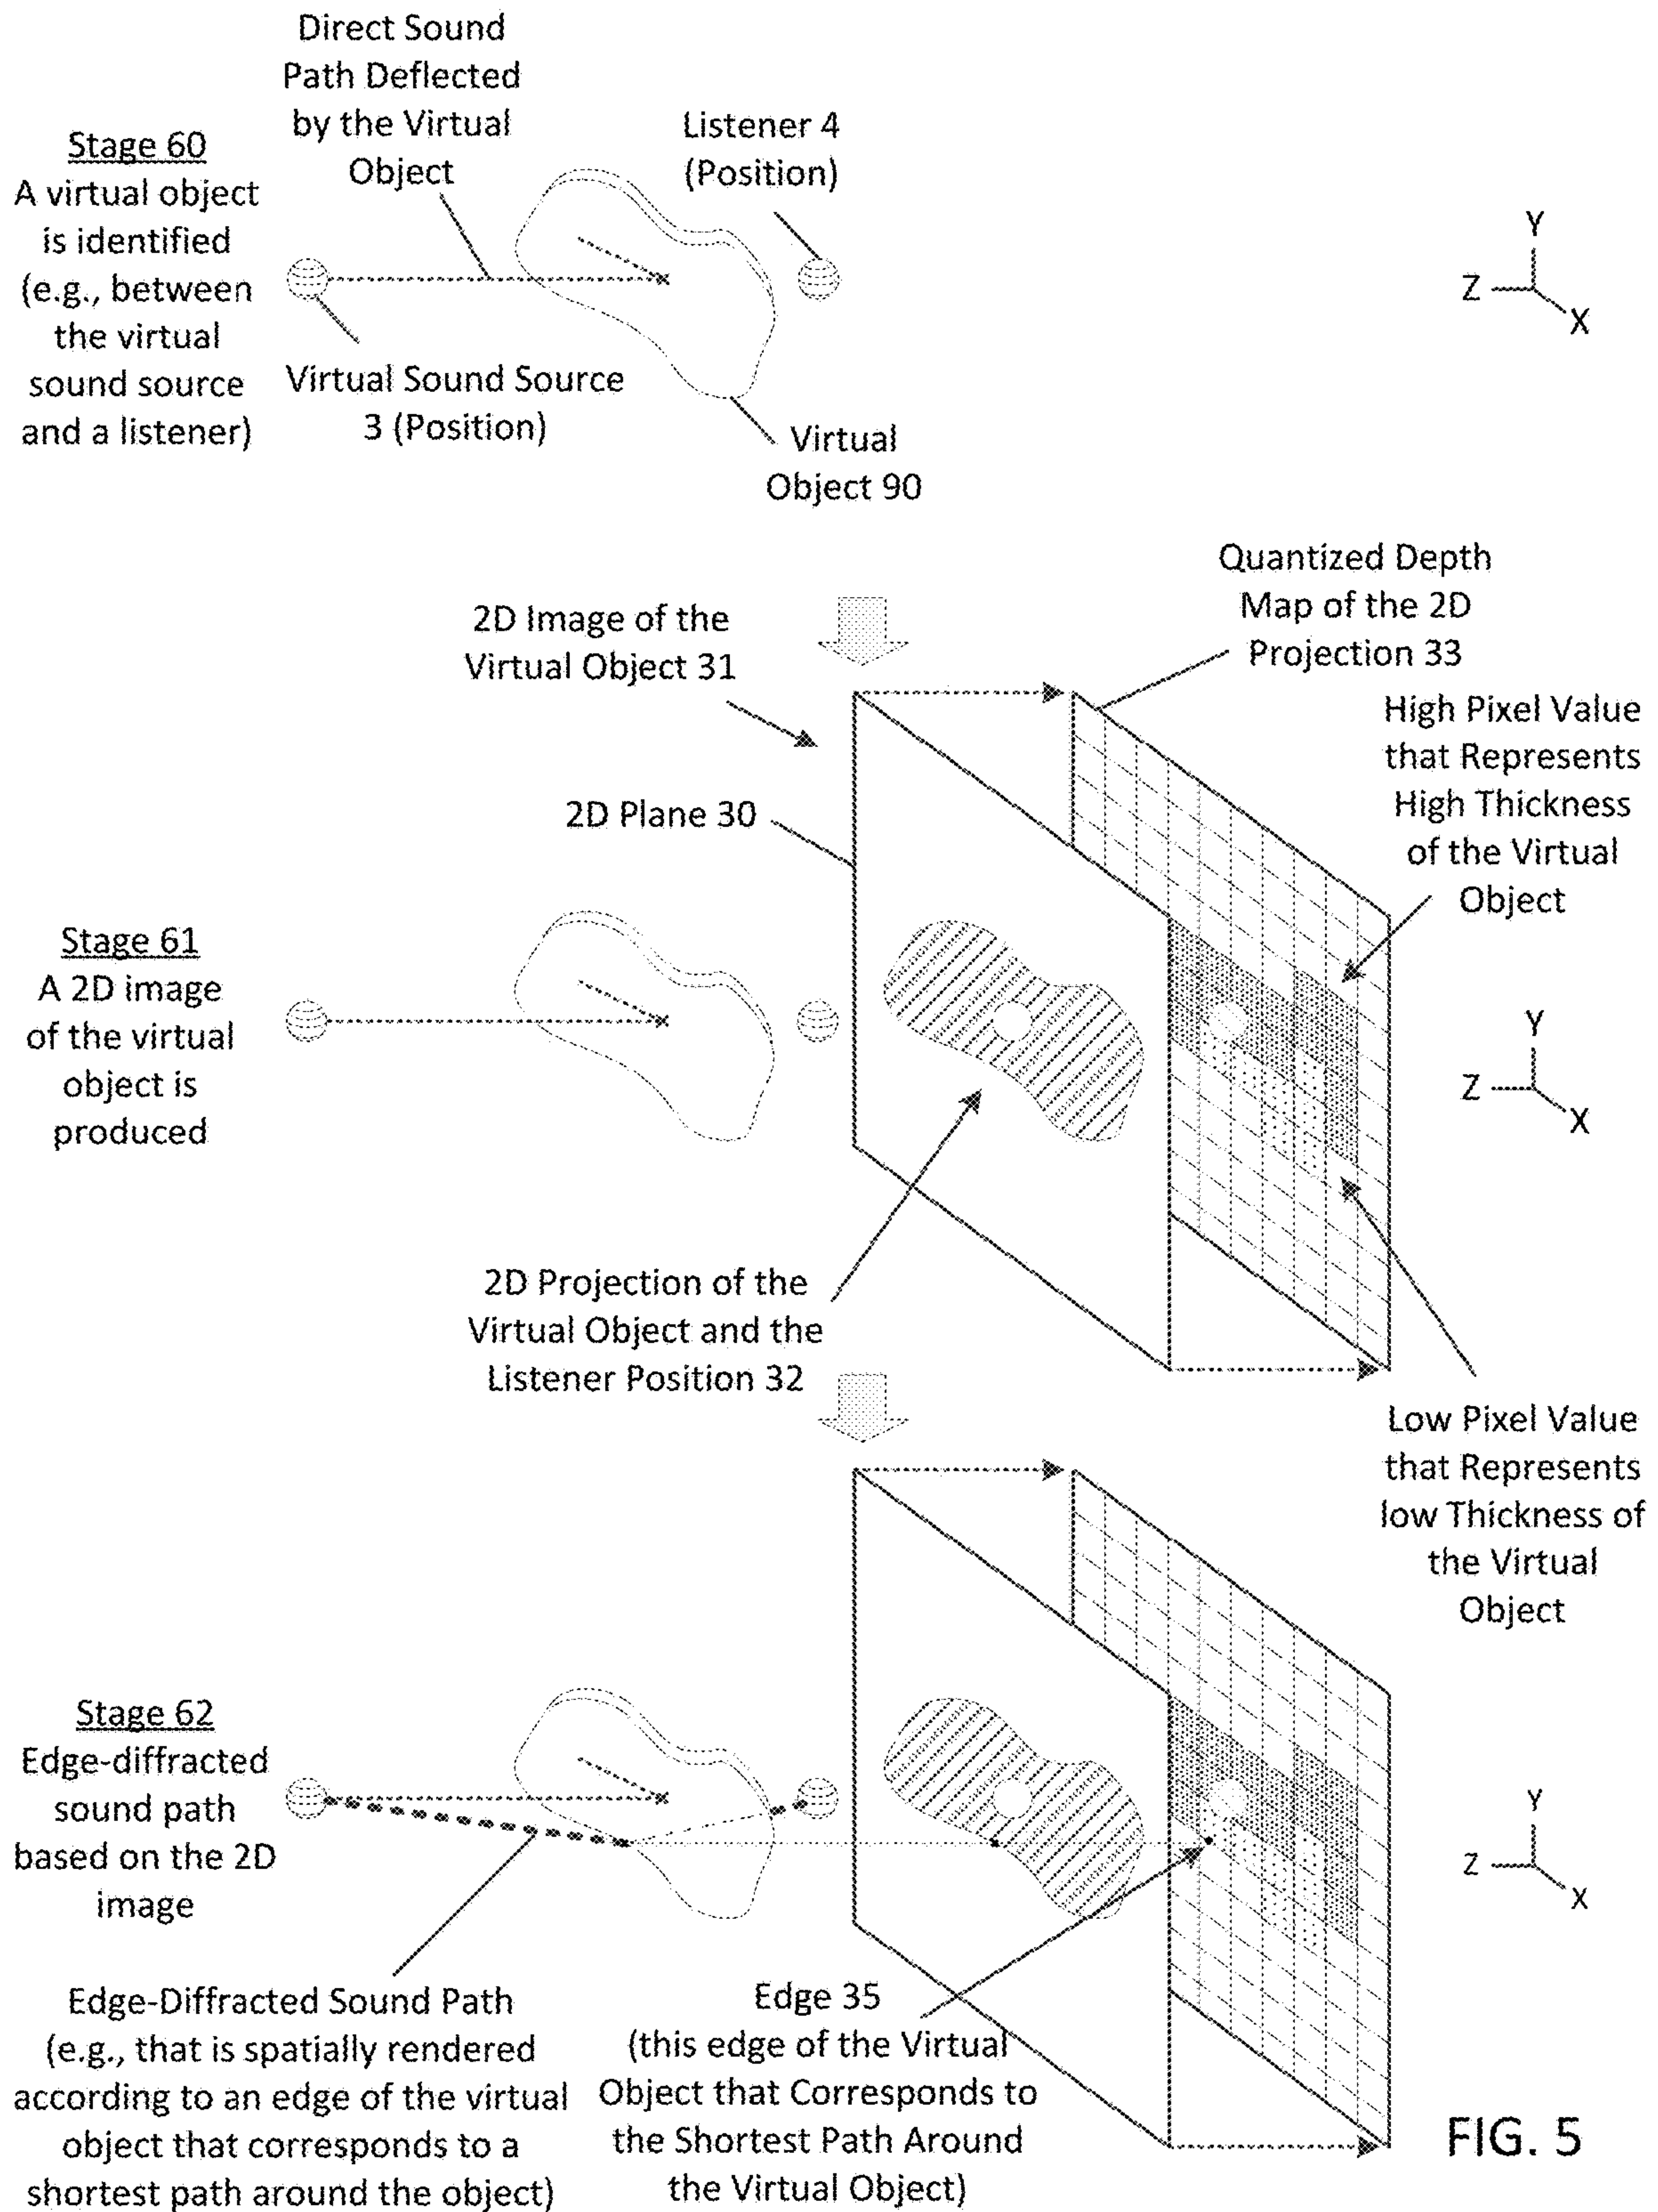 Direct Sound
Path Deflected
by the Virtual
Object
Listener 4
(Position)
Stage 60
A virtual object
is identified
(e.g., between
the virtual
sound source
and a listener)
Virtual Sound Source
3 (Position)
Virtual
Object 90
Y
Z
X
2D Image of the
Virtual Object 31
Quantized Depth
Map of the 2D
Projection 33
High Pixel Value
that Represents
High Thickness
of the Virtual
Object
2D Plane 30
Stage 61
A 2D image
of the virtual
object is
produced
Y
Z
X
2D Projection of the
Virtual Object and the
Listener Position 32
Low Pixel Value
that Represents
low Thickness of
the Virtual
Object
Stage 62
Edge-diffracted
sound path
based on the 2D
image
Y
Z
X
Edge-Diffracted Sound Path
(e.g., that is spatially rendered
according to an edge of the virtual
object that corresponds to a
shortest path around the object)
Edge 35
(this edge of the Virtual
Object that Corresponds to
the Shortest Path Around
the Virtual Object)
FIG. 5